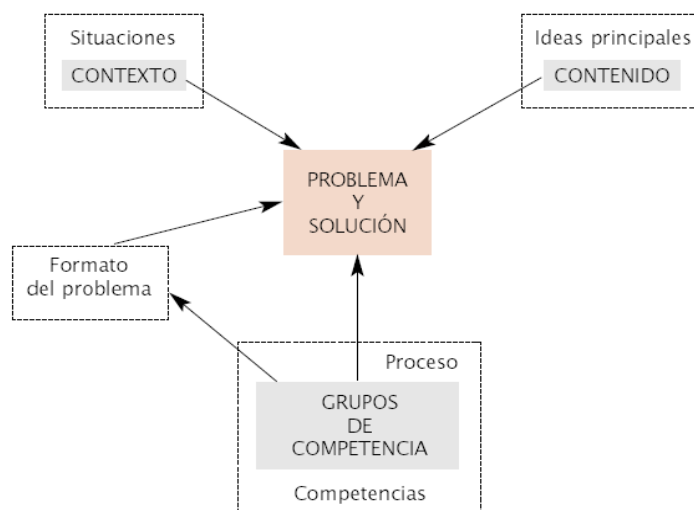 Situaciones
CONTEXTO
Ideas principales
CONTENIDO
PROBLEMA
Y
SOLUCIÓN
Formato
del problema
Proceso
GRUPOS
DE
COMPETENCIA
Competencias